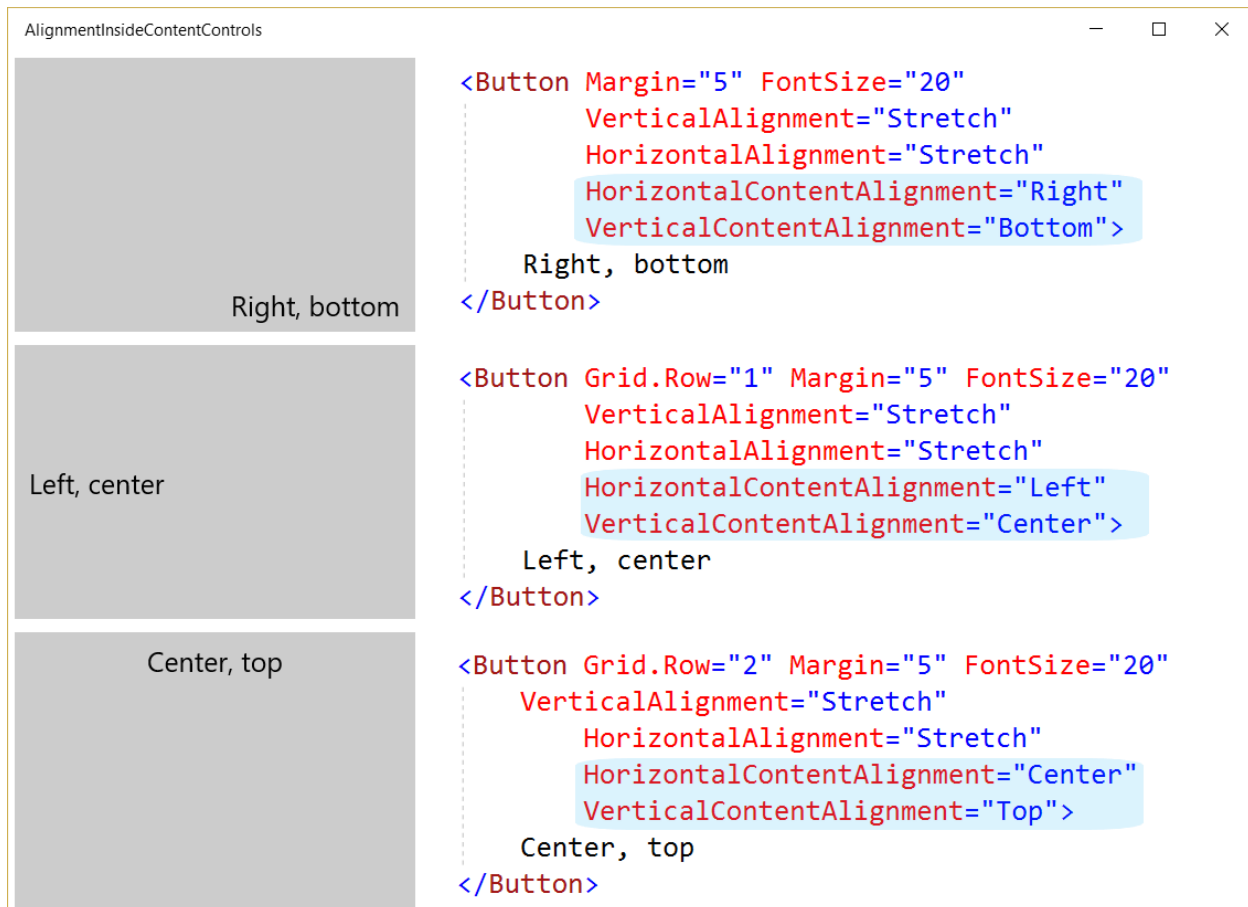 AlignmentInsideContentControls
<Button Margin="5" FontSize="20"
VerticalAlignment="Stretch"
HorizontalAlignment="Stretch"
HorizontalContentAlignment="Right"
VerticalContentAlignment="Bottom">
Right, bottom
</Button>
Right, bottom
<Button Grid.Row="1" Margin="5" FontSize="20"
VerticalAlignment="Stretch"
HorizontalAlignment="Stretch"
HorizontalContentAlignment="Left"
VerticalContentAlignment="Center">
Left, center
</Button>
Left, center
Center, top
<Button Grid.Row="2" Margin="5" FontSize="20"
VerticalAlignment="Stretch"
HorizontalAlignment="Stretch"
HorizontalContentAlignment="Center"
VerticalContentAlignment="Top">
Center, top
</Button>